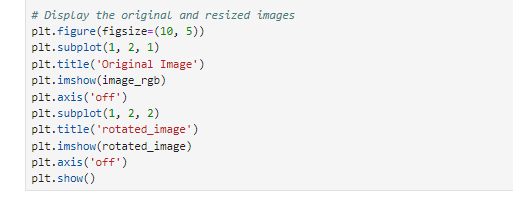 # Display the original and resized images
plt.figure(figsize=(10, 5))
plt.subplot(1, 2, 1)
plt.title('Original Image')
plt.imshow(image_rgb)
plt.axis('off')
plt.subplot(1, 2, 2)
plt.title('rotated_image')
plt.imshow(rotated_image)
plt.axis('off')
plt.show()